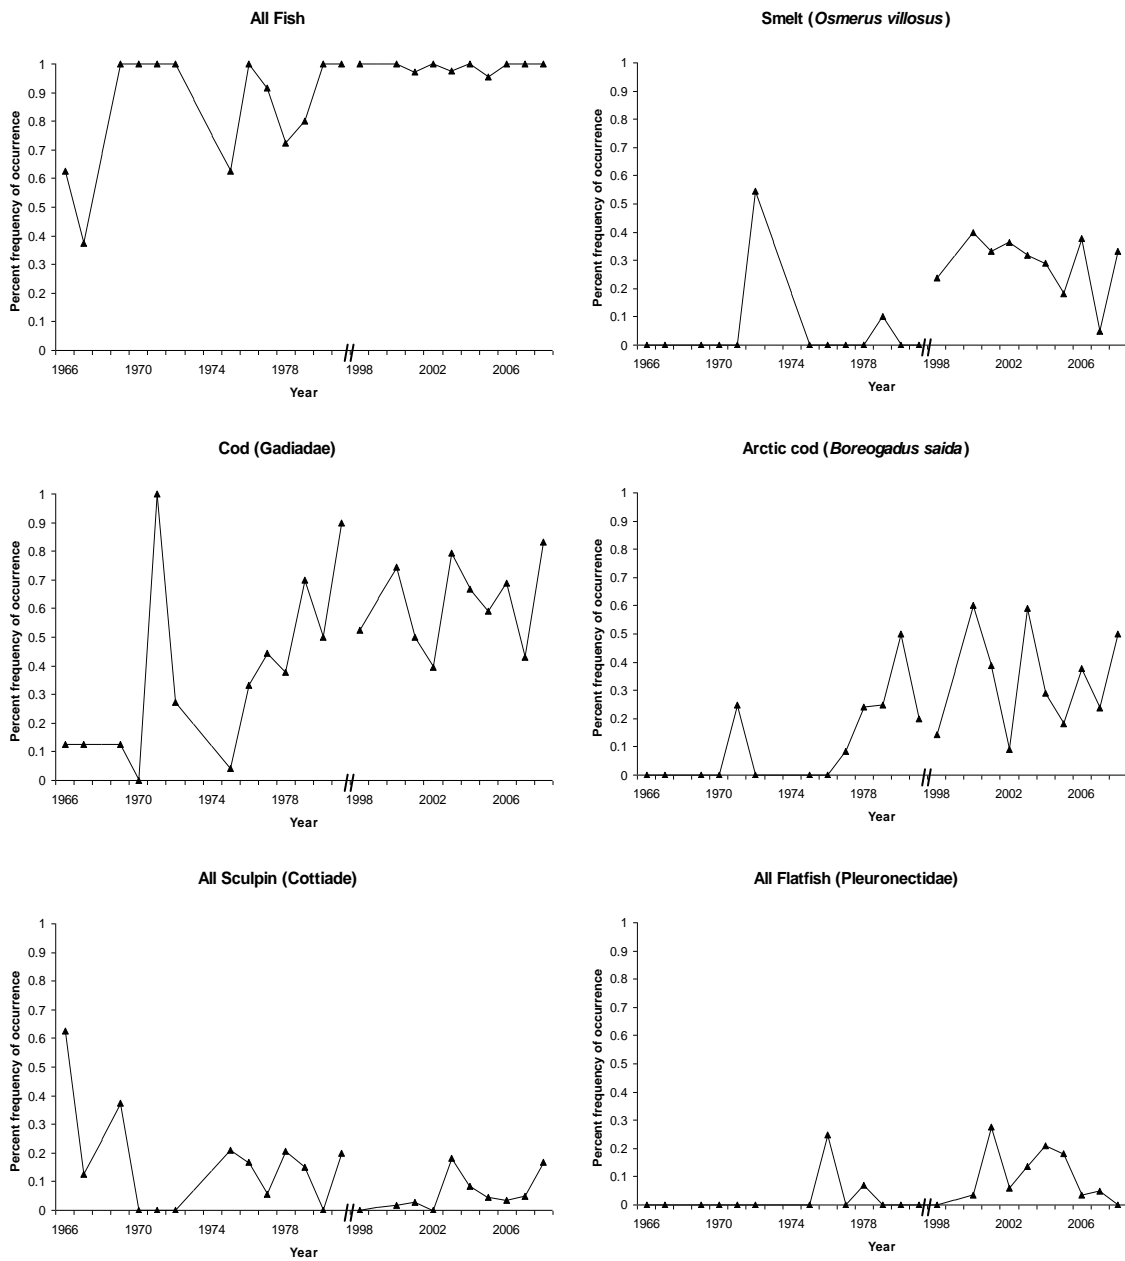 All Fish
Percent frequency of occurrence
1
0.9
0.8
0.7
0.6
0.5
0.4
0.3
0.2
0.1
0
1966 1970 1974 1978 1998 2002 2006
Year
Smelt (Osmerus villosus)
Percent frequency of occurrence
1
0.9
0.8
0.7
0.6
0.5
0.4
0.3
0.2
0.1
0
1966 1970 1974 1978 1998 2002 2006
Year
Cod (Gadiadae)
Percent frequency of occurrence
1
0.9
0.8
0.7
0.6
0.5
0.4
0.3
0.2
0.1
0
1966 1970 1974 1978 1998 2002 2006
Year
Arctic cod (Boreogadus saida)
Percent frequency of occurrence
1
0.9
0.8
0.7
0.6
0.5
0.4
0.3
0.2
0.1
0
1966 1970 1974 1978 1998 2002 2006
Year
All Sculpin (Cottiade)
Percent frequency of occurrence
1
0.9
0.8
0.7
0.6
0.5
0.4
0.3
0.2
0.1
0
1966 1970 1974 1978 1998 2002 2006
Year
All Flatfish (Pleuronectidae)
Percent frequency of occurrence
1
0.9
0.8
0.7
0.6
0.5
0.4
0.3
0.2
0.1
0
1966 1970 1974 1978 1998 2002 2006
Year